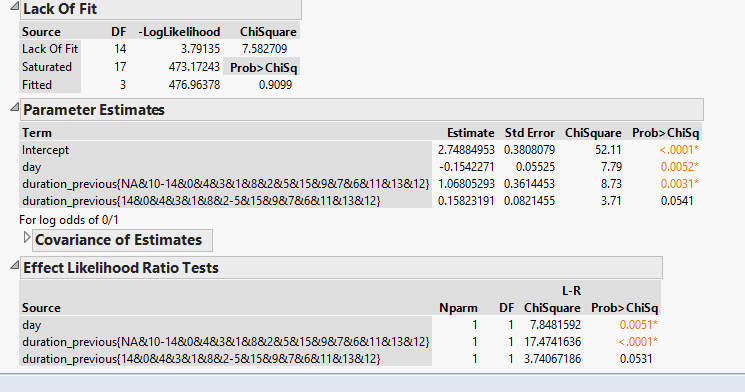 Lack Of Fit
Source DF -LogLikelihood ChiSquare
Lack Of Fit 14 3.79135 7.582709
Saturated 17 473.17243 Prob>ChiSq
Fitted 3 476.96378 0.9099
Parameter Estimates
Term Estimate Std Error ChiSquare Prob>ChiSq
Intercept 2.74884953 0.3808079 52.11 <.0001*
day -0.1542271 0.05525 7.79 0.0052*
duration_previous{NA&10-14&0&4&3&1&8&2&5&15&9&7&6&11&13&12} 1.06805293 0.3614453 8.73 0.0031*
duration_previous{14&0&4&3&1&8&2-5&15&9&7&6&11&13&12} 0.15823191 0.0821455 3.71 0.0541
For log odds of 0/1
Covariance of Estimates
Effect Likelihood Ratio Tests
L-R
Source Nparm DF ChiSquare Prob>ChiSq
day 1 1 7.8481592 0.0051*
duration_previous{NA&10-14&0&4&3&1&8&2&5&15&9&7&6&11&13&12} 1 1 17.4741636 <.0001*
duration_previous{14&0&4&3&1&8&2-5&15&9&7&6&11&13&12} 1 1 3.74067186 0.0531